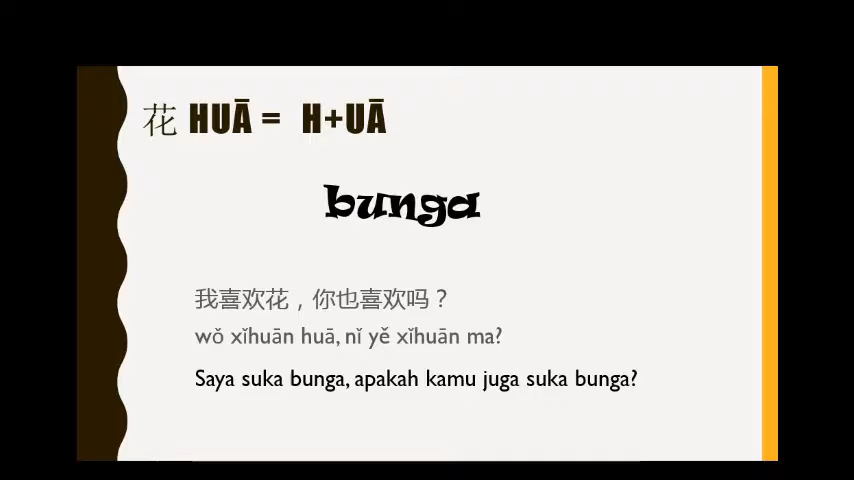 花 HUĀ = H+UĀ
bunga
我喜欢花，你也喜欢吗？
wǒ xǐhuān huā, nǐ yě xǐhuān ma?
Saya suka bunga, apakah kamu juga suka bunga?